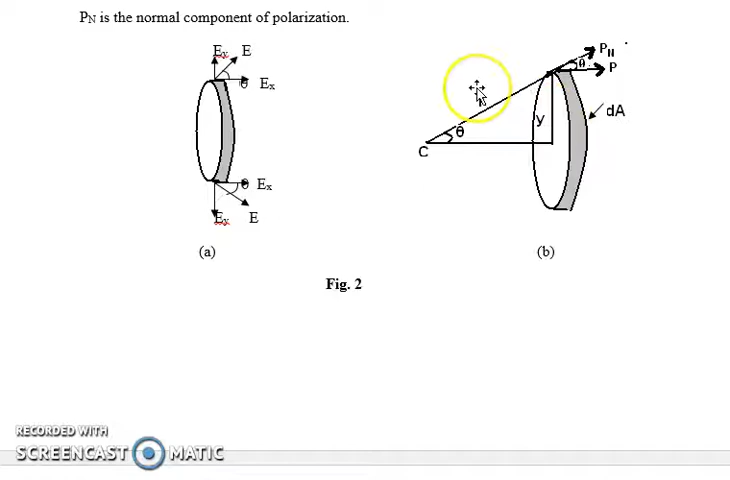 PN is the normal component of polarization.
Ey E
θ Ex
θ Ex
Ey E
(a)
PN
θ P
dA
y
θ
C
(b)
Fig. 2
RECORDED WITH
SCREENCAST MATIC